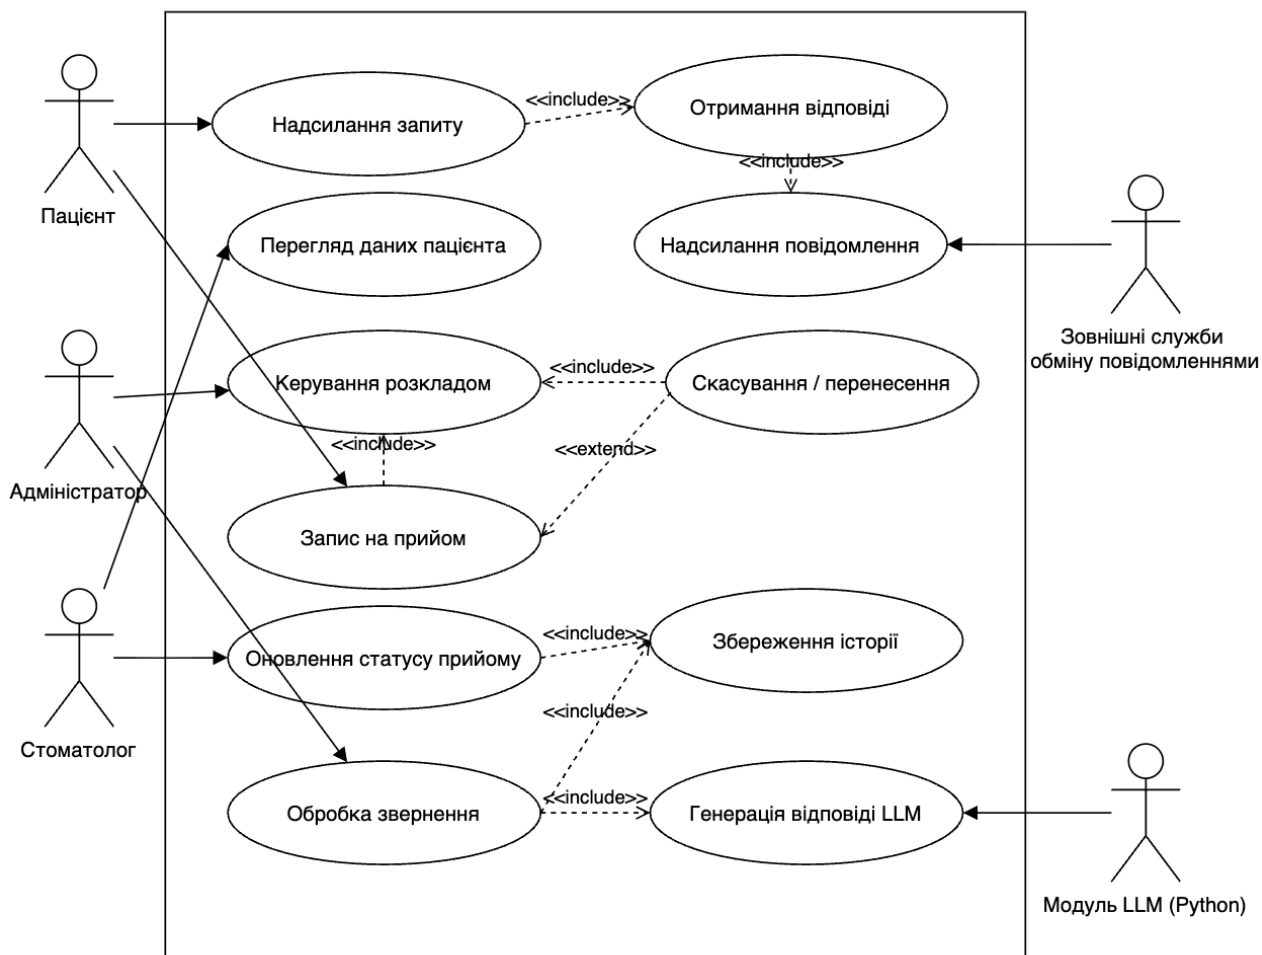 Надсилання запиту
<<include>>
Отримання відповіді
<<include>>
Пацієнт
Перегляд даних пацієнта
Надсилання повідомлення
Зовнішні служби
обміну повідомленнями
Керування розкладом
<<include>>
Скасування / перенесення
<<include>>
<<extend>>
Адміністратор
Запис на прийом
Оновлення статусу прийому
<<include>>
Збереження історії
<<include>>
Стоматолог
Обробка звернення
<<include>>
Генерація відповіді LLM
Модуль LLM (Python)